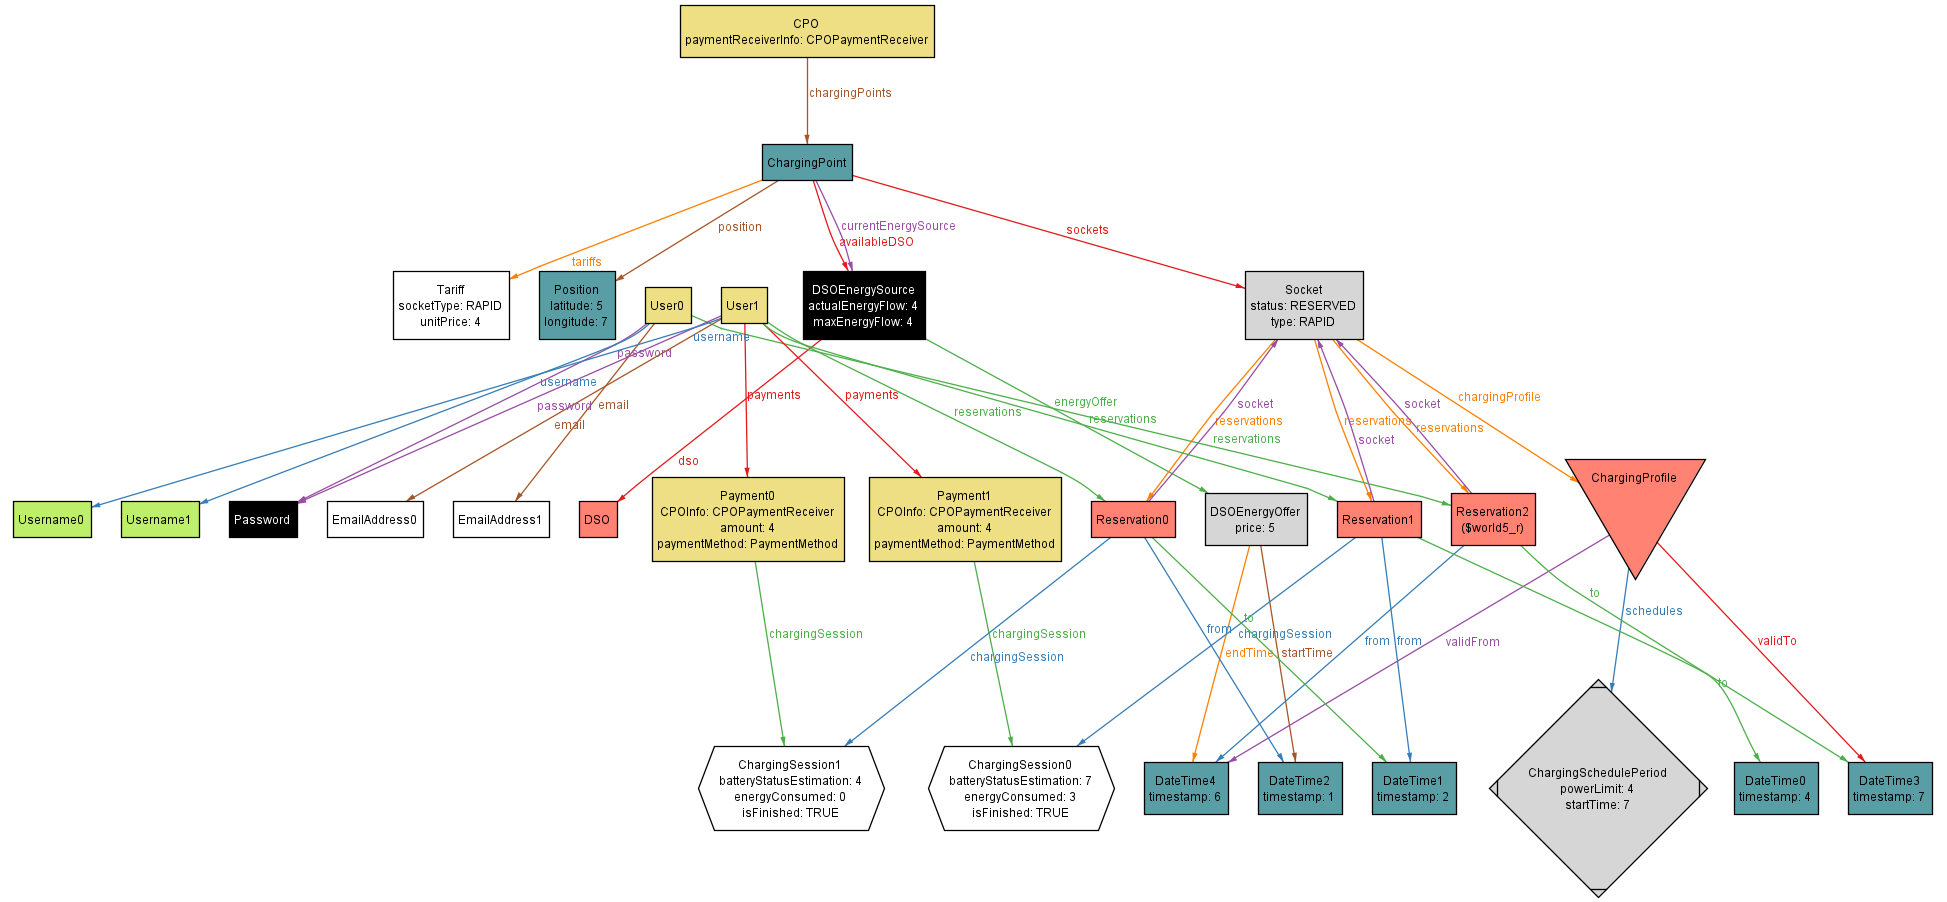 CPO
paymentReceiverInfo: CPOPaymentReceiver
chargingPoints
ChargingPoint
position
currentEnergySource
availableDSO
sockets
tariffs
Tariff
socketType: RAPID
unitPrice: 4
Position
latitude: 5
longitude: 7
User0
User1
DSOEnergySource
actualEnergyFlow: 4
maxEnergyFlow: 4
Socket
status: RESERVED
type: RAPID
username
password
username
password
email
email
payments
payments
dso
reservations
energyOffer
reservations
reservations
socket
reservations
reservations
socket
socket
reservations
chargingProfile
Username0
Username1
Password
EmailAddress0
EmailAddress1
DSO
Payment0
CPOInfo: CPOPaymentReceiver
amount: 4
paymentMethod: PaymentMethod
Payment1
CPOInfo: CPOPaymentReceiver
amount: 4
paymentMethod: PaymentMethod
Reservation0
DSOEnergyOffer
price: 5
Reservation1
Reservation2
($world5_r)
ChargingProfile
chargingSession
chargingSession
chargingSession
from
to
chargingSession
endTime
startTime
from
from
validFrom
to
schedules
validTo
to
ChargingSession1
batteryStatusEstimation: 4
energyConsumed: 0
isFinished: TRUE
ChargingSession0
batteryStatusEstimation: 7
energyConsumed: 3
isFinished: TRUE
DateTime4
timestamp: 6
DateTime2
timestamp: 1
DateTime1
timestamp: 2
ChargingSchedulePeriod
powerLimit: 4
startTime: 7
DateTime0
timestamp: 4
DateTime3
timestamp: 7